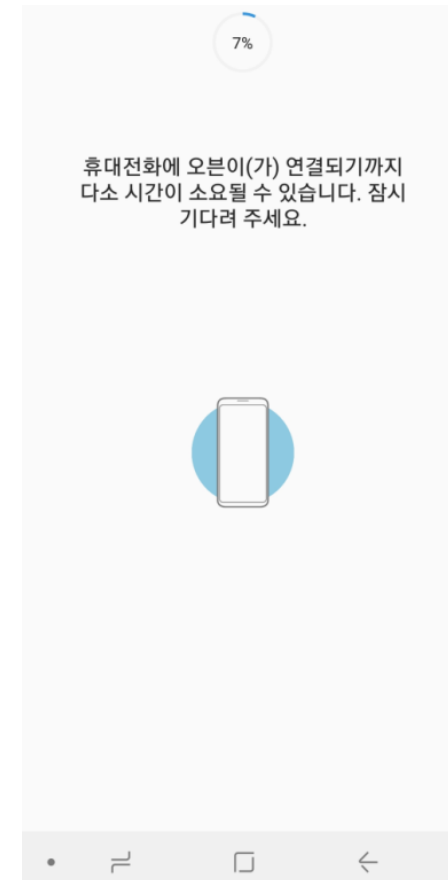 7%
휴대전화에 오븐이(가) 연결되기까지
다소 시간이 소요될 수 있습니다. 잠시
기다려 주세요.